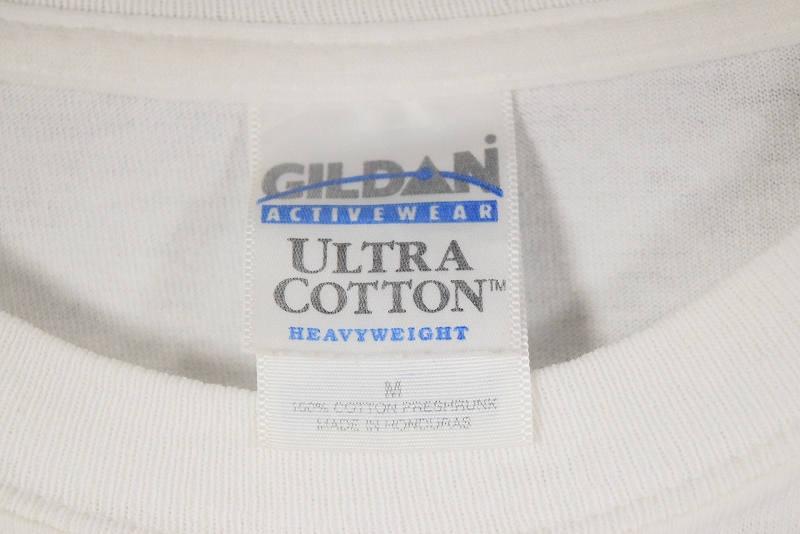 GILDAN
ACTIVEWEAR
ULTRA
COTTON™
HEAVYWEIGHT
M
100% COTTON PRESHRUNK
MADE IN HONDURAS